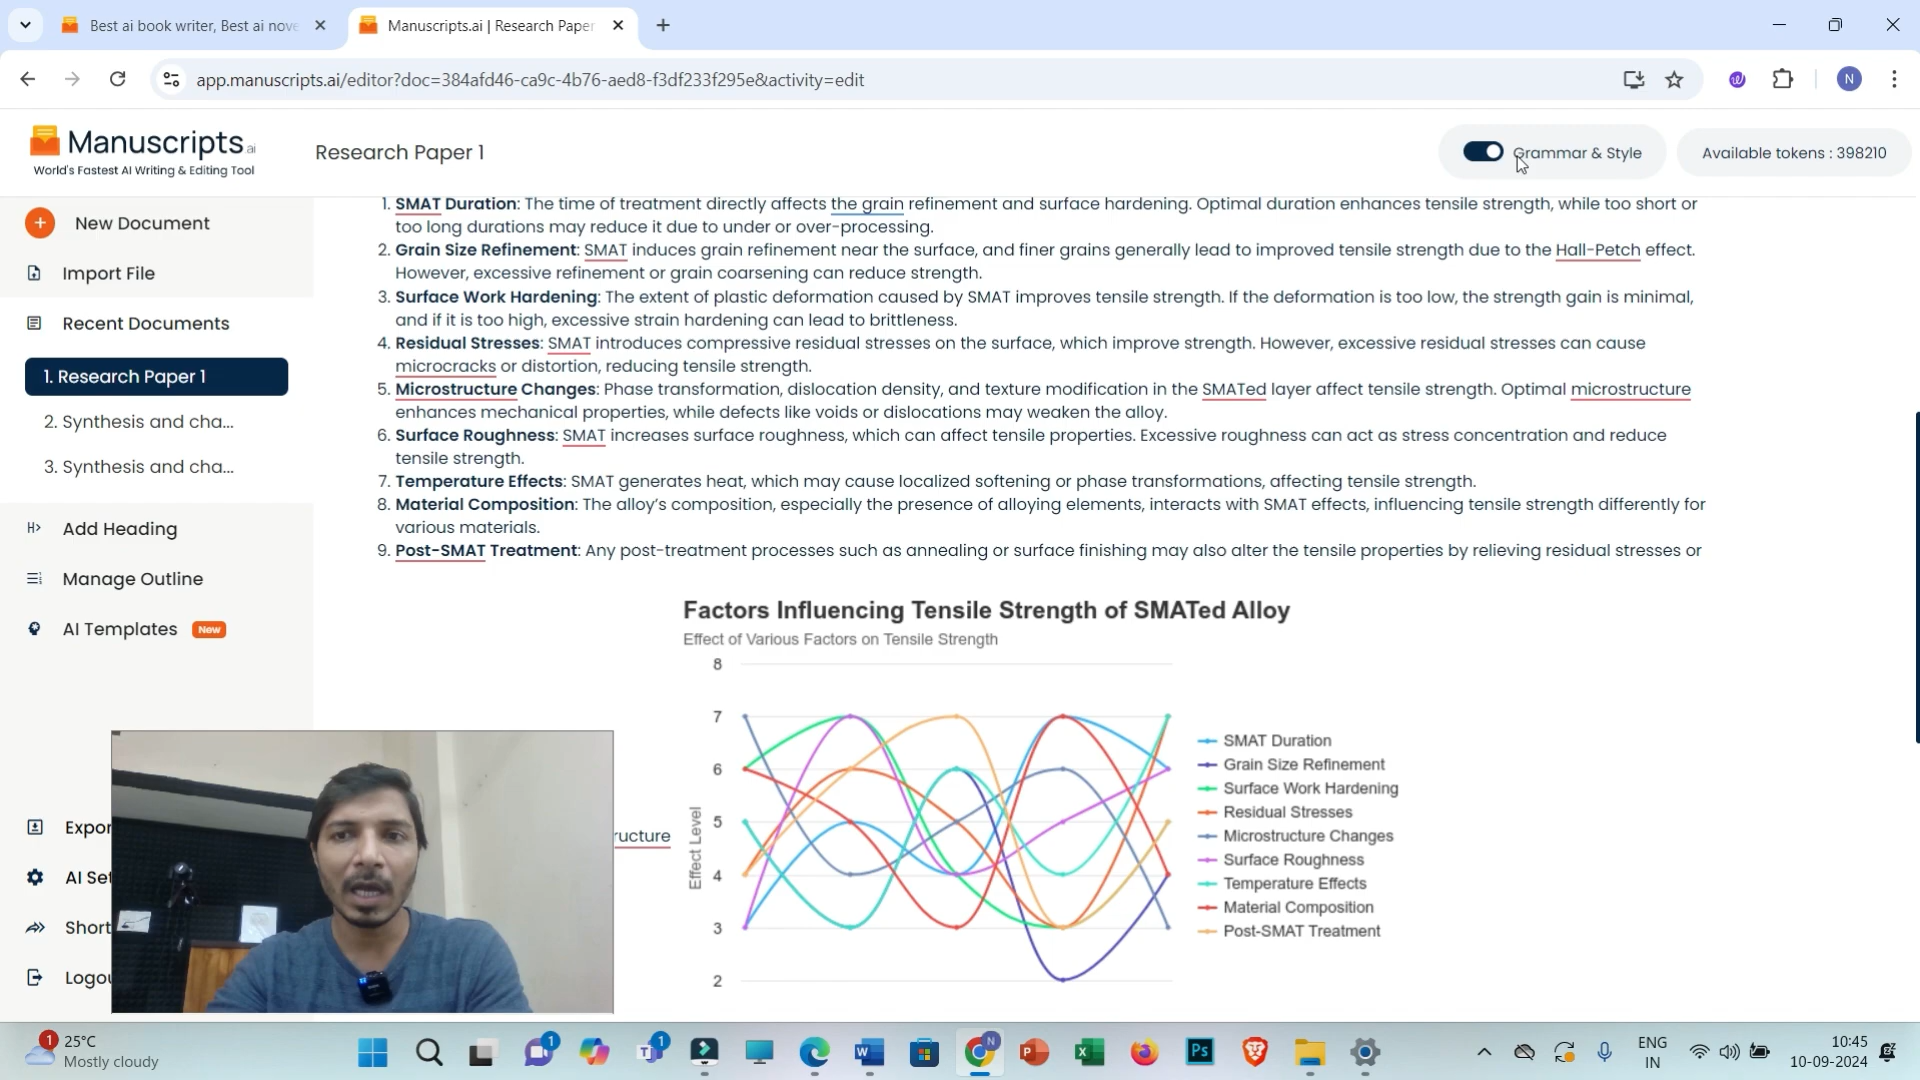 Best ai book writer, Best ai nove
Manuscripts.ai | Research Paper
app.manuscripts.ai/editor?doc=384afd46-ca9c-4b76-aed8-f3df233f295e&activity=edit
N
Manuscripts.ai
World's Fastest AI Writing & Editing Tool
Research Paper 1
Grammar & Style
Available tokens : 398210
New Document
Import File
Recent Documents
1. Research Paper 1
2. Synthesis and cha...
3. Synthesis and cha...
Add Heading
Manage Outline
AI Templates New
Expor
AI Set
Short
Logou
1. SMAT Duration: The time of treatment directly affects the grain refinement and surface hardening. Optimal duration enhances tensile strength, while too short or
too long durations may reduce it due to under or over-processing.
2. Grain Size Refinement: SMAT induces grain refinement near the surface, and finer grains generally lead to improved tensile strength due to the Hall-Petch effect.
However, excessive refinement or grain coarsening can reduce strength.
3. Surface Work Hardening: The extent of plastic deformation caused by SMAT improves tensile strength. If the deformation is too low, the strength gain is minimal,
and if it is too high, excessive strain hardening can lead to brittleness.
4. Residual Stresses: SMAT introduces compressive residual stresses on the surface, which improve strength. However, excessive residual stresses can cause
microcracks or distortion, reducing tensile strength.
5. Microstructure Changes: Phase transformation, dislocation density, and texture modification in the SMATed layer affect tensile strength. Optimal microstructure
enhances mechanical properties, while defects like voids or dislocations may weaken the alloy.
6. Surface Roughness: SMAT increases surface roughness, which can affect tensile properties. Excessive roughness can act as stress concentration and reduce
tensile strength.
7. Temperature Effects: SMAT generates heat, which may cause localized softening or phase transformations, affecting tensile strength.
8. Material Composition: The alloy's composition, especially the presence of alloying elements, interacts with SMAT effects, influencing tensile strength differently for
various materials.
9. Post-SMAT Treatment: Any post-treatment processes such as annealing or surface finishing may also alter the tensile properties by relieving residual stresses or
ructure
Factors Influencing Tensile Strength of SMATed Alloy
Effect of Various Factors on Tensile Strength
8
7
6
5
4
3
2
Effect Level
SMAT Duration
Grain Size Refinement
Surface Work Hardening
Residual Stresses
Microstructure Changes
Surface Roughness
Temperature Effects
Material Composition
Post-SMAT Treatment
1
25°C
Mostly cloudy
1
1
N
Ps
ENG
IN
10:45
10-09-2024